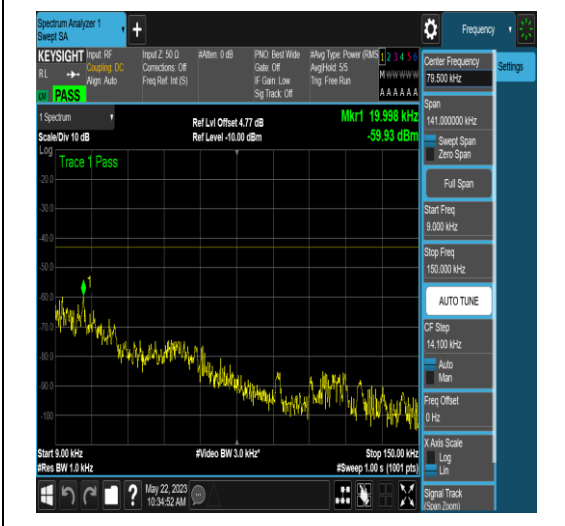 Spectrum Analyzer 1
Swept SA
Frequency
KEYSIGHT
RL
Input: RF
Coupling: DC
Align: Auto
Input Z: 50 Ω
Corrections: Off
Freq Ref: Int (S)
#Atten: 0 dB
PNO: Best Wide
Gate: Off
IF Gain: Low
Sig Track: Off
#Avg Type: Power (RMS
Avg|Hold: 5/5
Trig: Free Run
1 2 3 4 5 6
M W W W W W
A A A A A A
PASS
1 Spectrum
Scale/Div 10 dB
Ref Lvl Offset 4.77 dB
Ref Level -10.00 dBm
Mkr1 19.998 kHz
-59.93 dBm
Log
Trace 1 Pass
1
-20.0
-30.0
-40.0
-50.0
-60.0
-70.0
-80.0
-90.0
-100
Start 9.00 kHz
#Res BW 1.0 kHz
#Video BW 3.0 kHz*
Stop 150.00 kHz
#Sweep 1.00 s (1001 pts)
?
May 22, 2023
10:34:52 AM
Center Frequency
79.500 kHz
Settings
Span
141.000000 kHz
Swept Span
Zero Span
Full Span
Start Freq
9.000 kHz
Stop Freq
150.000 kHz
AUTO TUNE
CF Step
14.100 kHz
Auto
Man
Freq Offset
0 Hz
X Axis Scale
Log
Lin
Signal Track
(Span Zoom)